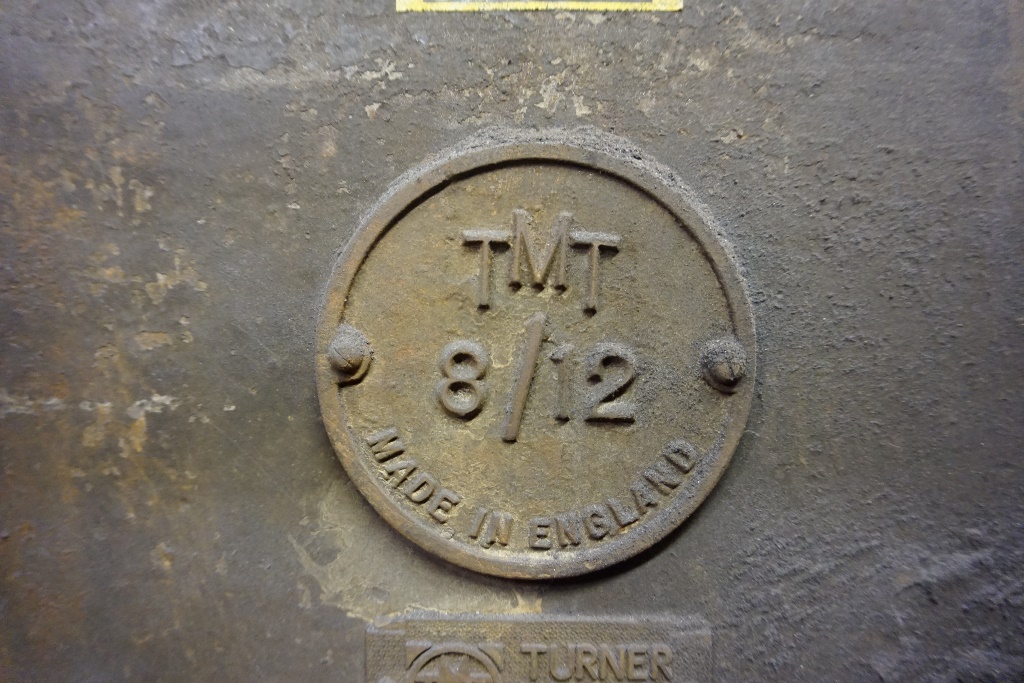 TMT
8/12
MADE IN ENGLAND
TURNER